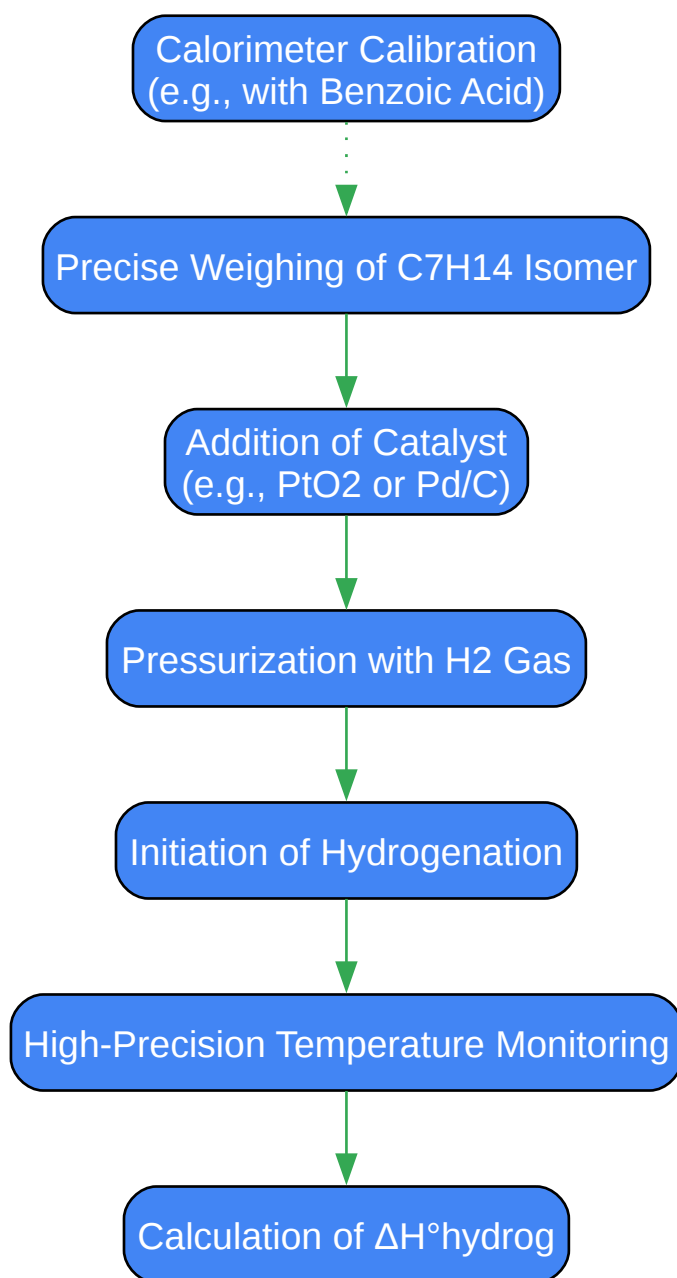 Calorimeter Calibration
(e.g., with Benzoic Acid)
Precise Weighing of C7H14 Isomer
Addition of Catalyst
(e.g., PtO2 or Pd/C)
Pressurization with H2 Gas
Initiation of Hydrogenation
High-Precision Temperature Monitoring
Calculation of ΔH°hydrog